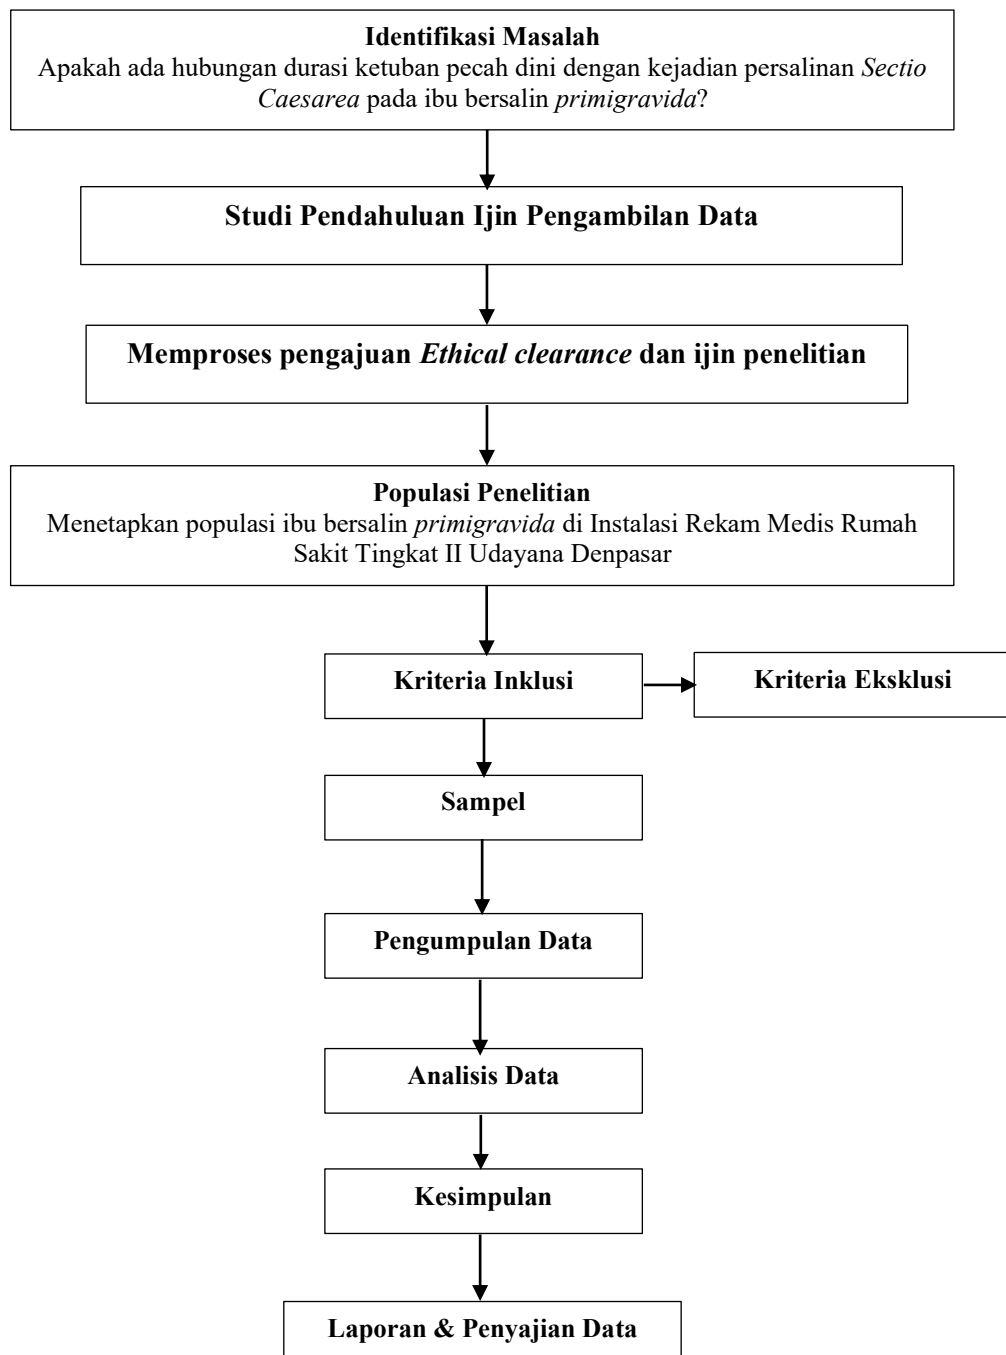 Identifikasi Masalah
Apakah ada hubungan durasi ketuban pecah dini dengan kejadian persalinan Sectio
Caesarea pada ibu bersalin primigravida?
Studi Pendahuluan Ijin Pengambilan Data
Memproses pengajuan Ethical clearance dan ijin penelitian
Populasi Penelitian
Menetapkan populasi ibu bersalin primigravida di Instalasi Rekam Medis Rumah
Sakit Tingkat II Udayana Denpasar
Kriteria Inklusi
Kriteria Eksklusi
Sampel
Pengumpulan Data
Analisis Data
Kesimpulan
Laporan & Penyajian Data